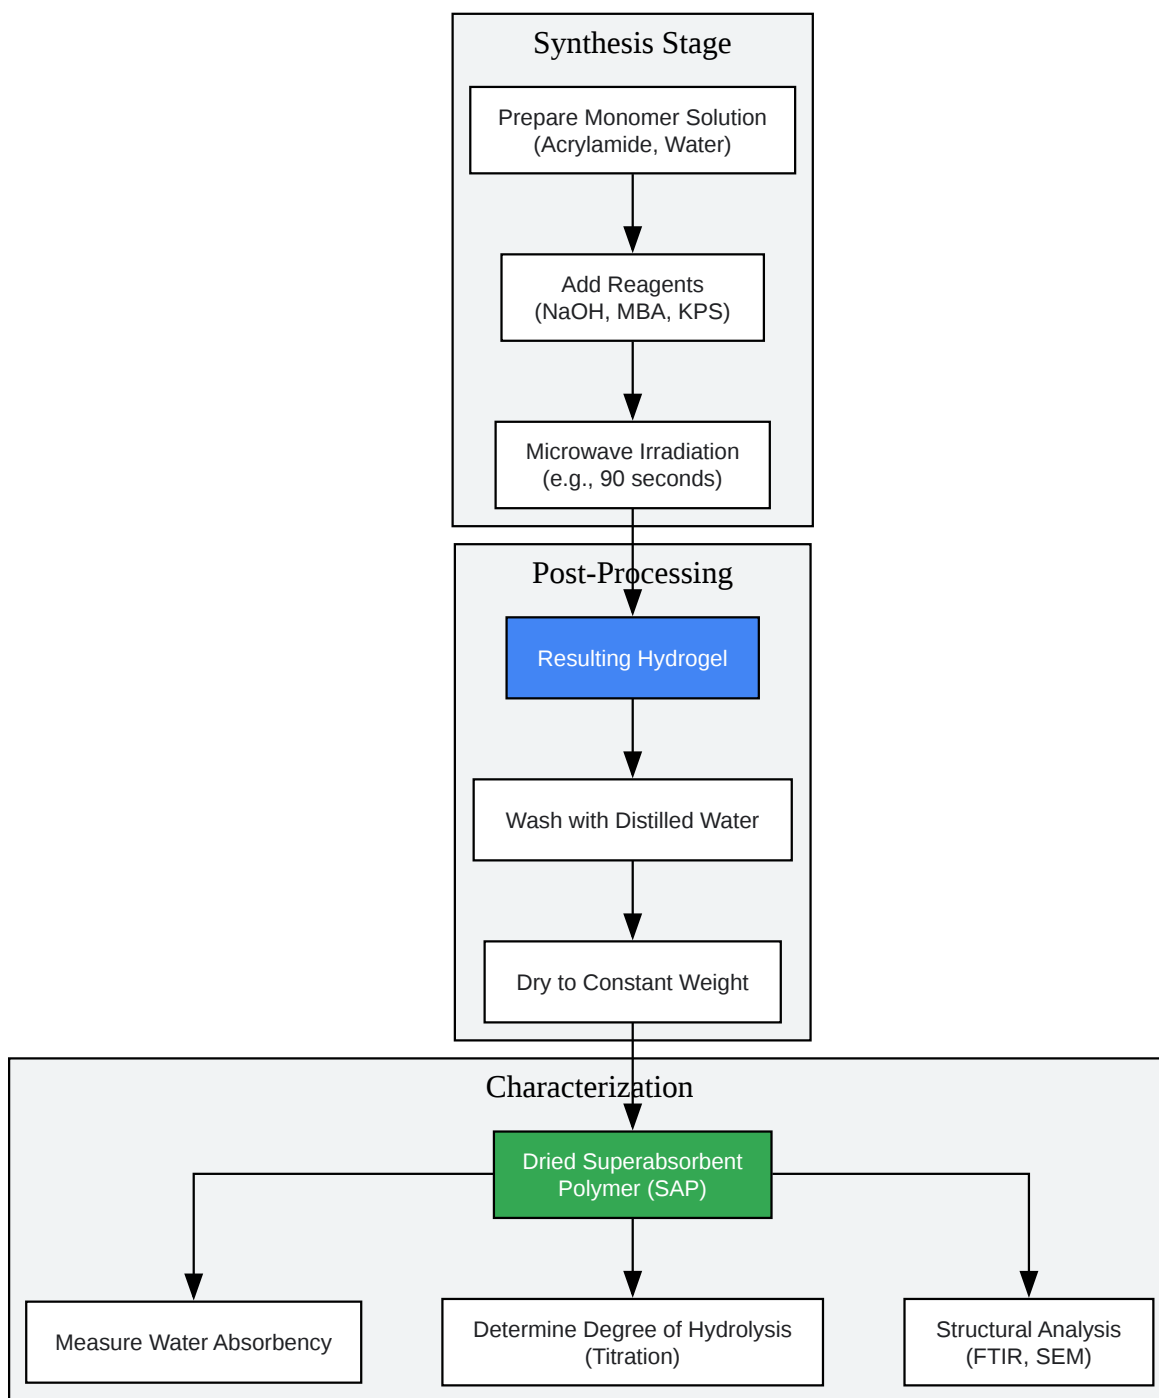 Synthesis Stage
Prepare Monomer Solution
(Acrylamide, Water)
Add Reagents
(NaOH, MBA, KPS)
Microwave Irradiation
(e.g., 90 seconds)
Post-Processing
Resulting Hydrogel
Wash with Distilled Water
Dry to Constant Weight
Characterization
Dried Superabsorbent
Polymer (SAP)
Measure Water Absorbency
Determine Degree of Hydrolysis
(Titration)
Structural Analysis
(FTIR, SEM)